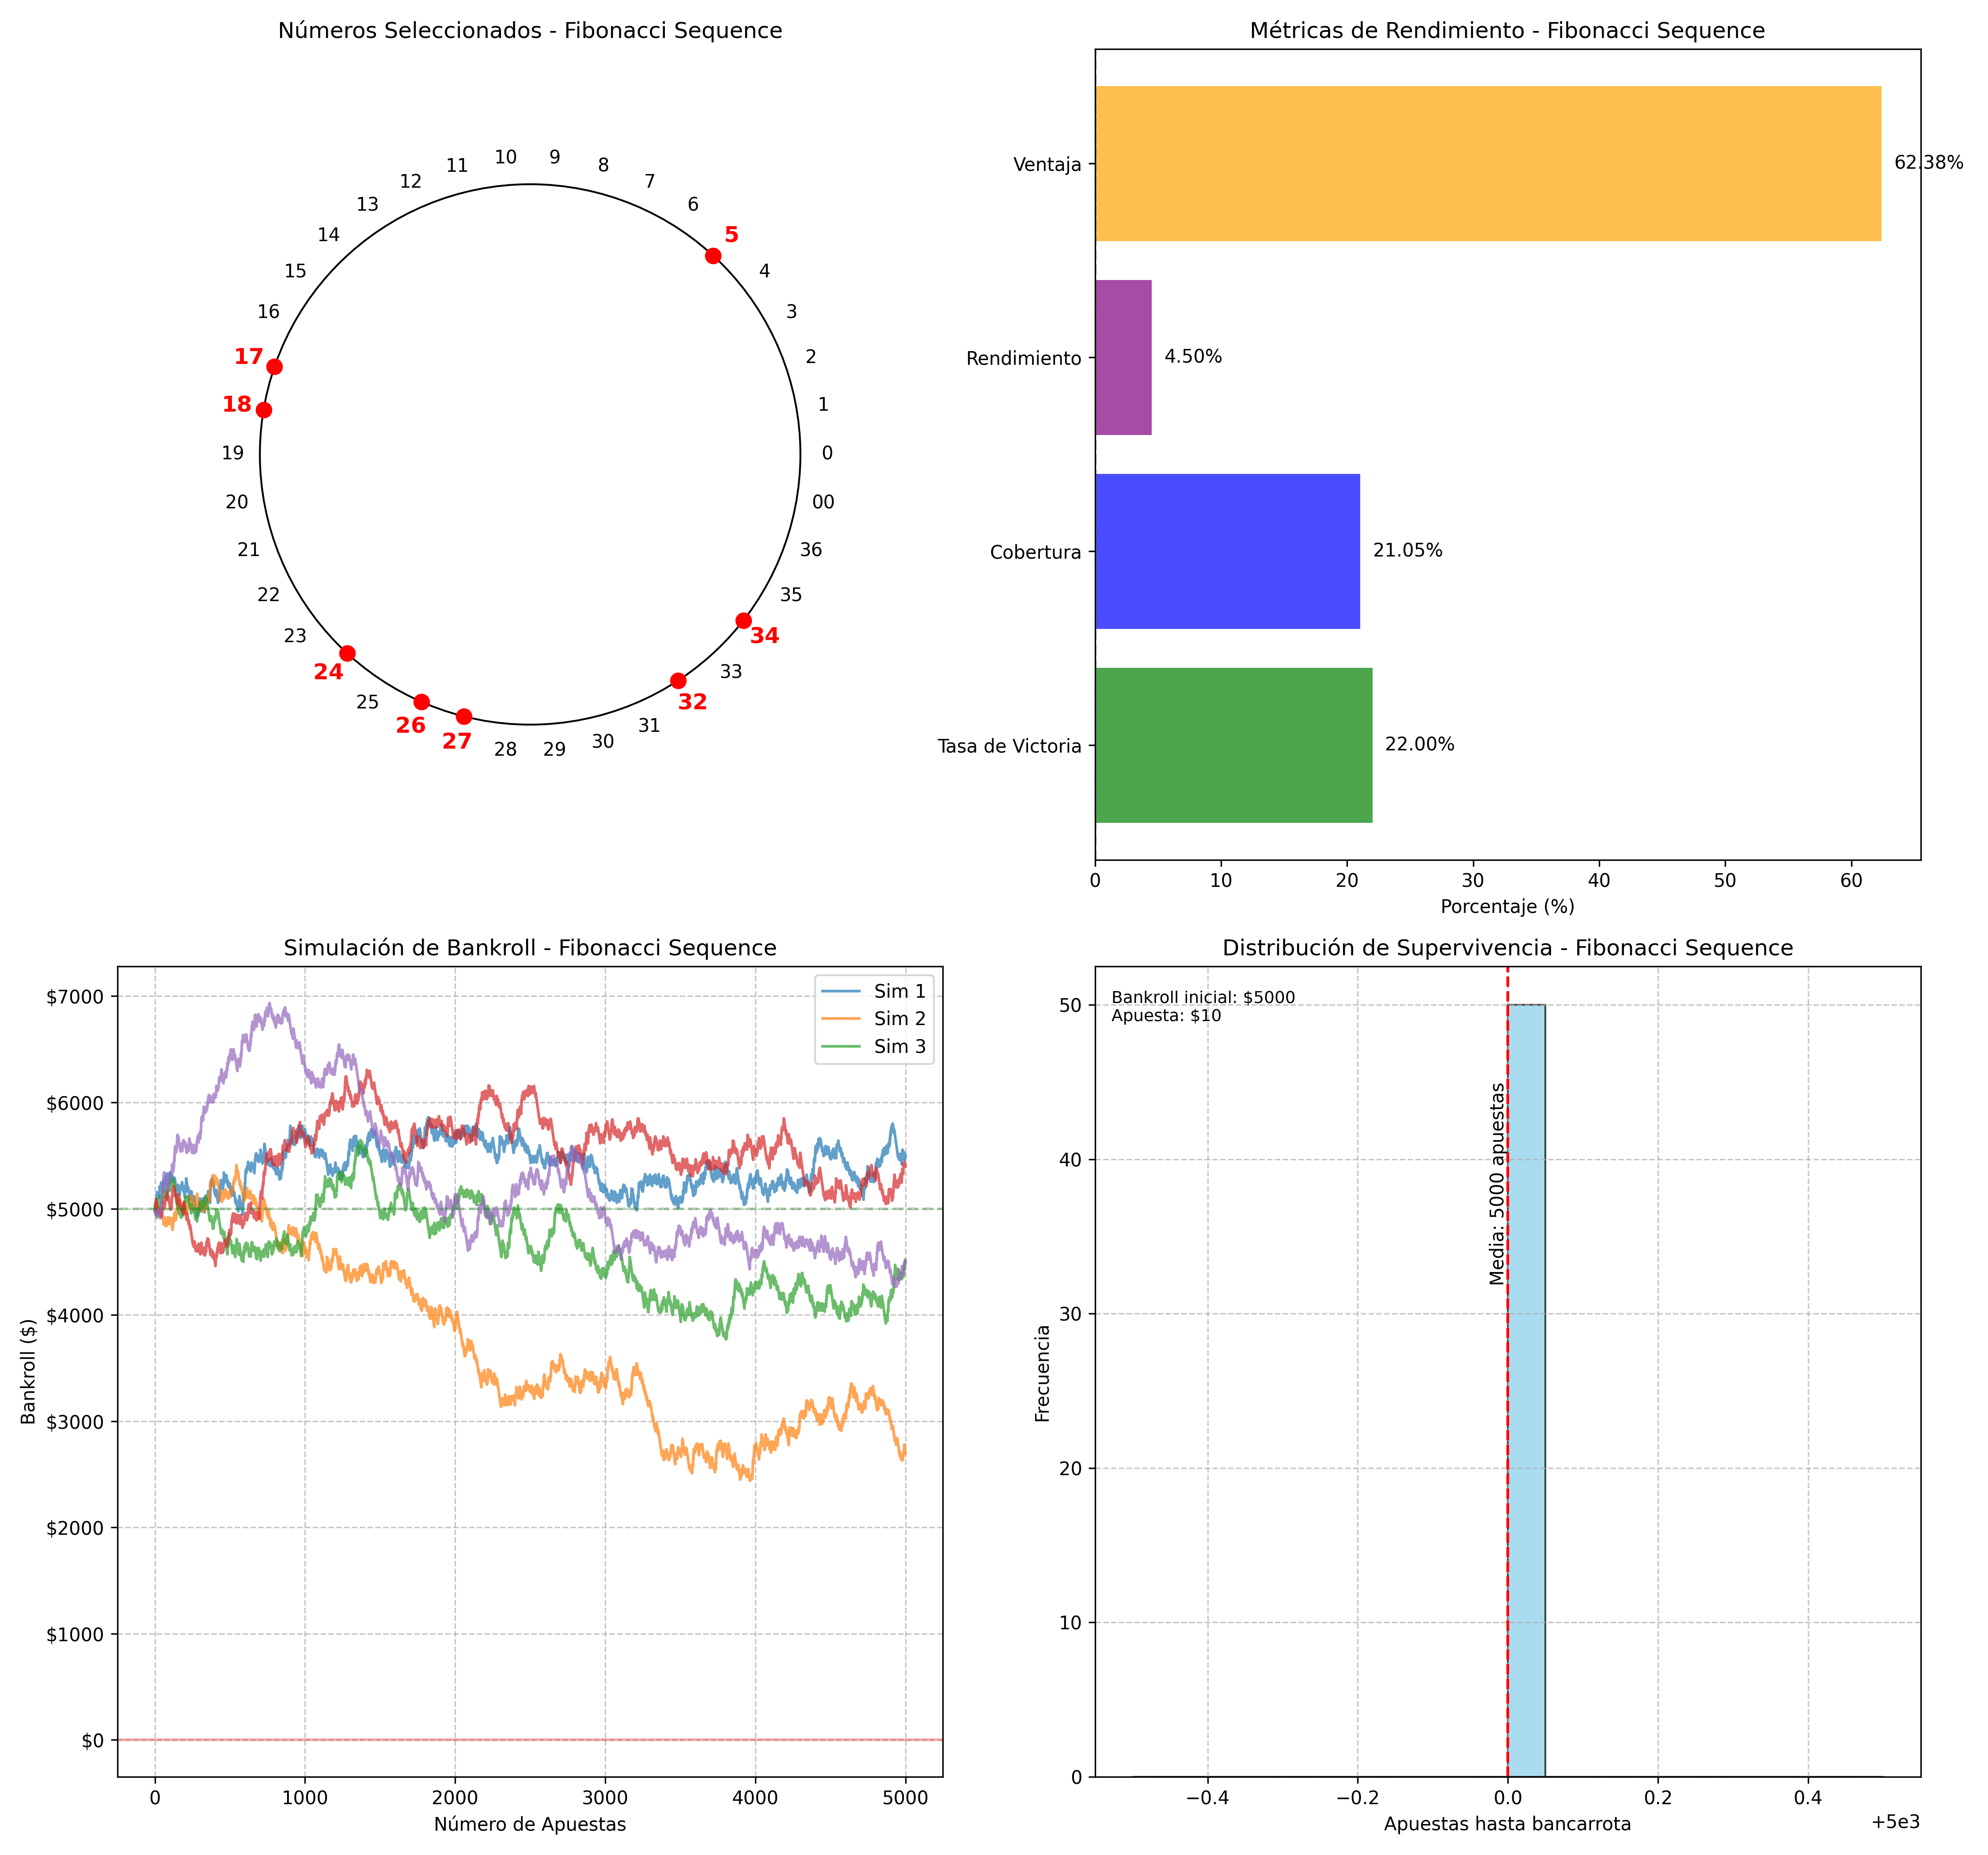 Números Seleccionados - Fibonacci Sequence
10
9
11
8
12
7
13
6
14
5
15
4
16
3
17
2
18
1
19
0
20
00
21
36
22
35
23
34
24
33
25
32
26
31
27
30
28
29
Métricas de Rendimiento - Fibonacci Sequence
Ventaja
62.38%
Rendimiento
4.50%
Cobertura
21.05%
Tasa de Victoria
22.00%
0 10 20 30 40 50 60
Porcentaje (%)
Simulación de Bankroll - Fibonacci Sequence
Sim 1
Sim 2
Sim 3
$7000
$6000
$5000
$4000
$3000
$2000
$1000
$0
Bankroll ($)
0 1000 2000 3000 4000 5000
Número de Apuestas
Distribución de Supervivencia - Fibonacci Sequence
Bankroll inicial: $5000
Apuesta: $10
Media: 5000 apuestas
50
40
30
20
10
0
Frecuencia
−0.4 −0.2 0.0 0.2 0.4
+5e3
Apuestas hasta bancarrota